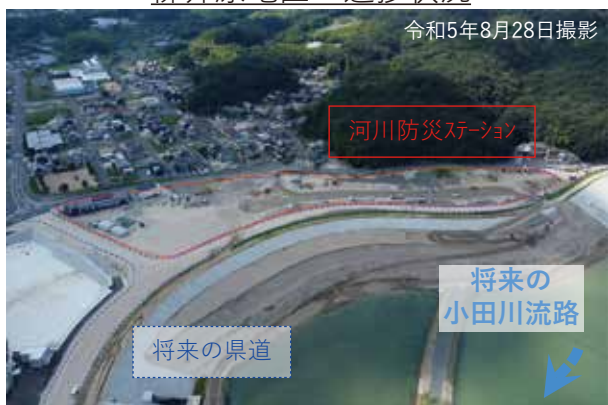 令和5年8月28日撮影
河川防災ステーション
将来の
小田川流路
将来の県道